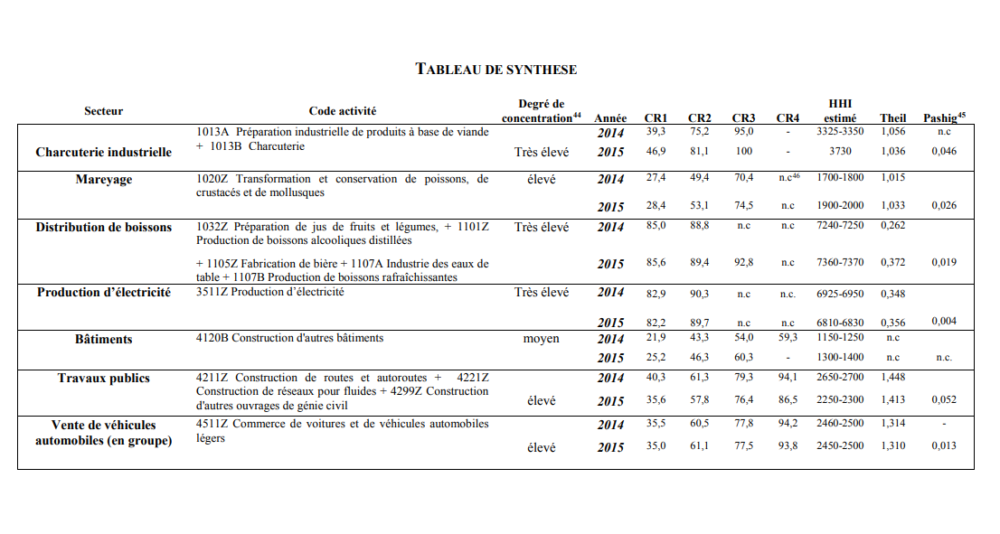 TABLEAU DE SYNTHESE
Secteur Code activité Degré de concentration44 Année CR1 CR2 CR3 CR4 HHI estimé Theil Pashig45
1013A Préparation industrielle de produits à base de viande 2014 39,3 75,2 95,0 - 3325-3350 1,056 n.c
+ 1013B Charcuterie
Charcuterie industrielle Très élevé 2015 46,9 81,1 100 - 3730 1,036 0,046
Mareyage 1020Z Transformation et conservation de poissons, de élevé 2014 27,4 49,4 70,4 n.c46 1700-1800 1,015
crustacés et de mollusques
2015 28,4 53,1 74,5 n.c 1900-2000 1,033 0,026
Distribution de boissons 1032Z Préparation de jus de fruits et légumes, + 1101Z Très élevé 2014 85,0 88,8 n.c n.c 7240-7250 0,262
Production de boissons alcooliques distillées
+ 1105Z Fabrication de bière + 1107A Industrie des eaux de 2015 85,6 89,4 92,8 n.c 7360-7370 0,372 0,019
table + 1107B Production de boissons rafraîchissantes
Production d’électricité 3511Z Production d’électricité Très élevé 2014 82,9 90,3 n.c n.c. 6925-6950 0,348
2015 82,2 89,7 n.c n.c 6810-6830 0,356 0,004
Bâtiments 4120B Construction d'autres bâtiments moyen 2014 21,9 43,3 54,0 59,3 1150-1250 n.c
2015 25,2 46,3 60,3 - 1300-1400 n.c n.c.
Travaux publics 4211Z Construction de routes et autoroutes + 4221Z 2014 40,3 61,3 79,3 94,1 2650-2700 1,448
Construction de réseaux pour fluides + 4299Z Construction
d'autres ouvrages de génie civil élevé 2015 35,6 57,8 76,4 86,5 2250-2300 1,413 0,052
Vente de véhicules 4511Z Commerce de voitures et de véhicules automobiles 2014 35,5 60,5 77,8 94,2 2460-2500 1,314 -
automobiles (en groupe) légers
élevé 2015 35,0 61,1 77,5 93,8 2450-2500 1,310 0,013